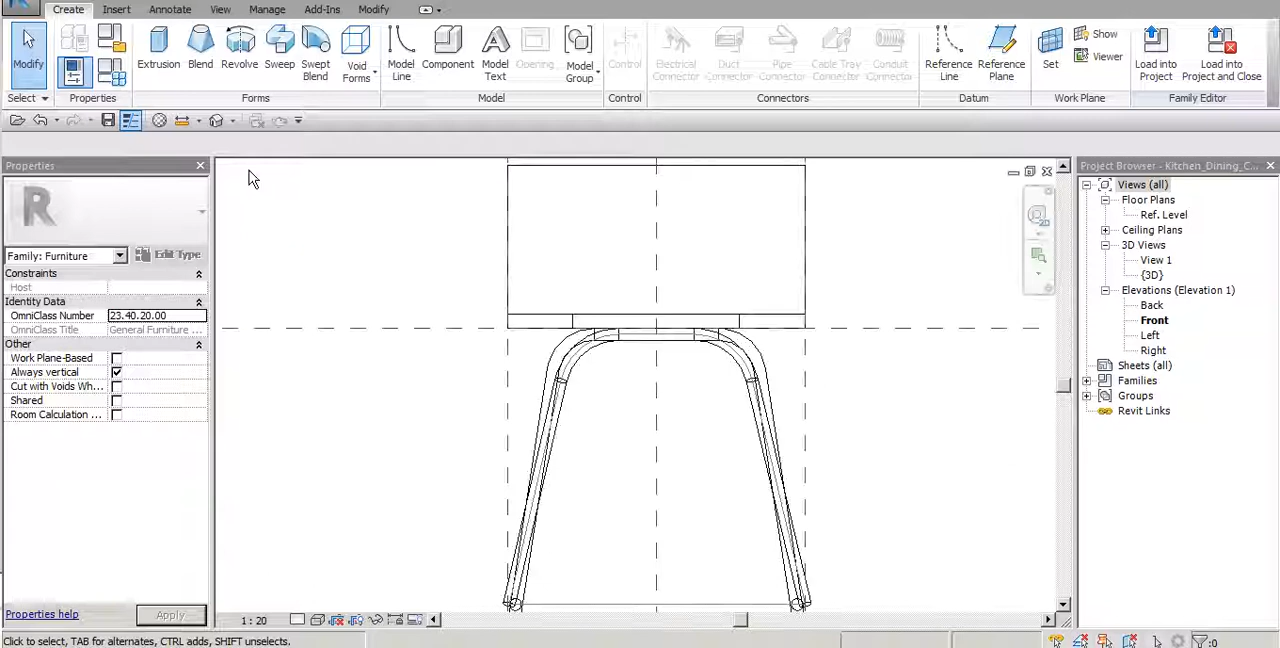 Create Insert Annotate View Manage Add-Ins Modify
Modify
Extrusion Blend Revolve Sweep Swept Blend Void Forms
Model Line Component Model Text Opening Model Group
Control
Electrical Connector Duct Connector Pipe Connector Cable Tray Connector Conduit Connector
Reference Line Reference Plane
Set Show Viewer
Load into Project Load into Project and Close
Select Properties Forms Model Control Connectors Datum Work Plane Family Editor
Properties
R
Family: Furniture Edit Type
Constraints
Host
Identity Data
OmniClass Number 23.40.20.00
OmniClass Title General Furniture ...
Other
Work Plane-Based
Always vertical
Cut with Voids Wh...
Shared
Room Calculation ...
Properties help Apply
2D
1 : 20
Project Browser - Kitchen_Dining_C...
Views (all)
Floor Plans
Ref. Level
Ceiling Plans
3D Views
View 1
{3D}
Elevations (Elevation 1)
Back
Front
Left
Right
Sheets (all)
Families
Groups
Revit Links
Click to select, TAB for alternates, CTRL adds, SHIFT unselects.
:0